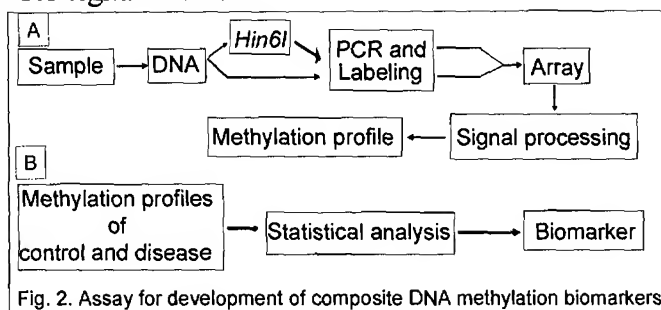 A
Sample
DNA
Hin6I
PCR and
Labeling
Array
Methylation profile
Signal processing
B
Methylation profiles
of
control and disease
Statistical analysis
Biomarker
Fig. 2. Assay for development of composite DNA methylation biomarkers